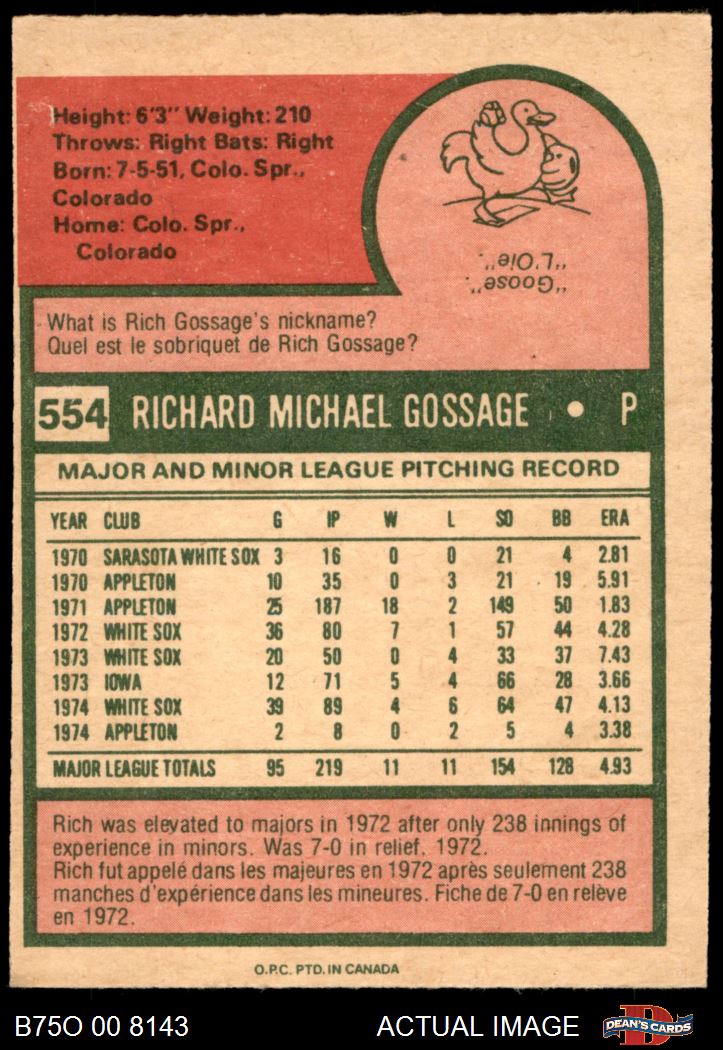 Height: 6'3" Weight: 210
Throws: Right Bats: Right
Born: 7-5-51, Colo. Spr.,
Colorado
Home: Colo. Spr.,
Colorado
"Goose".
"L'Oie".
What is Rich Gossage's nickname?
Quel est le sobriquet de Rich Gossage?
554 RICHARD MICHAEL GOSSAGE • P
MAJOR AND MINOR LEAGUE PITCHING RECORD
YEAR CLUB G IP W L SO BB ERA
1970 SARASOTA WHITE SOX 3 16 0 0 21 4 2.81
1970 APPLETON 10 35 0 3 21 19 5.91
1971 APPLETON 25 187 18 2 149 50 1.83
1972 WHITE SOX 36 80 7 1 57 44 4.28
1973 WHITE SOX 20 50 0 4 33 37 7.43
1973 IOWA 12 71 5 4 66 28 3.66
1974 WHITE SOX 39 89 4 6 64 47 4.13
1974 APPLETON 2 8 0 2 5 4 3.38
MAJOR LEAGUE TOTALS 95 219 11 11 154 128 4.93
Rich was elevated to majors in 1972 after only 238 innings of
experience in minors. Was 7-0 in relief, 1972.
Rich fut appelé dans les majeures en 1972 après seulement 238
manches d'expérience dans les mineures. Fiche de 7-0 en relève
en 1972.
O.P.C. PTD. IN CANADA
B75O 00 8143 ACTUAL IMAGE D DEAN'S CARDS